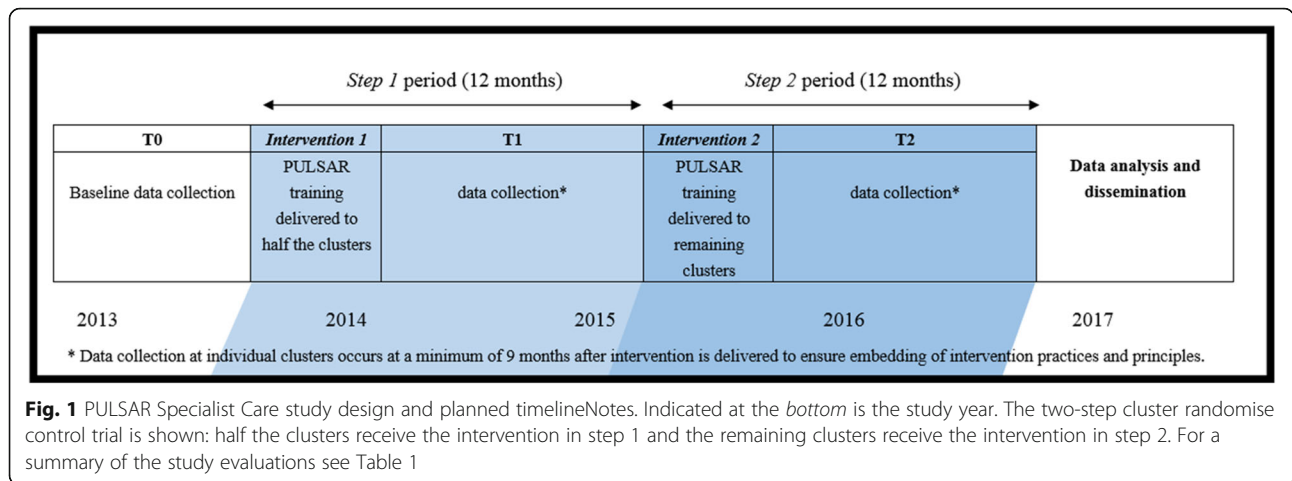 Step 1 period (12 months) Step 2 period (12 months)
T0 Intervention 1 T1 Intervention 2 T2
Baseline data collection
PULSAR
training
delivered to
half the clusters
data collection*
PULSAR
training
delivered to
remaining
clusters
data collection*
Data analysis and
dissemination
2013 2014 2015 2016 2017
* Data collection at individual clusters occurs at a minimum of 9 months after intervention is delivered to ensure embedding of intervention practices and principles.
Fig. 1 PULSAR Specialist Care study design and planned timelineNotes. Indicated at the bottom is the study year. The two-step cluster randomise
control trial is shown: half the clusters receive the intervention in step 1 and the remaining clusters receive the intervention in step 2. For a
summary of the study evaluations see Table 1